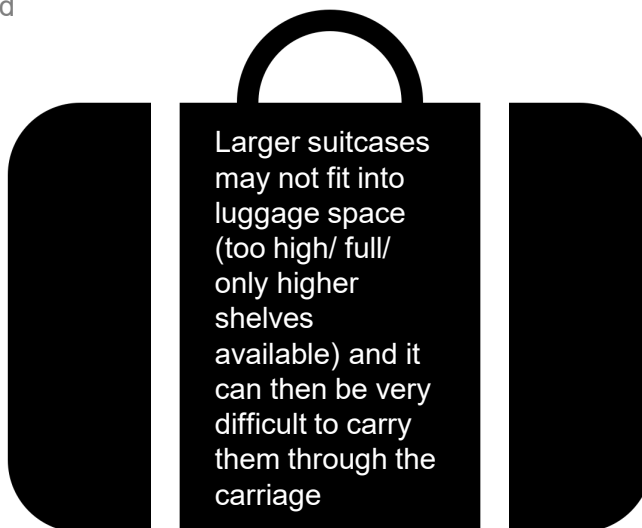 d
Larger suitcases
may not fit into
luggage space
(too high/ full/
only higher
shelves
available) and it
can then be very
difficult to carry
them through the
carriage